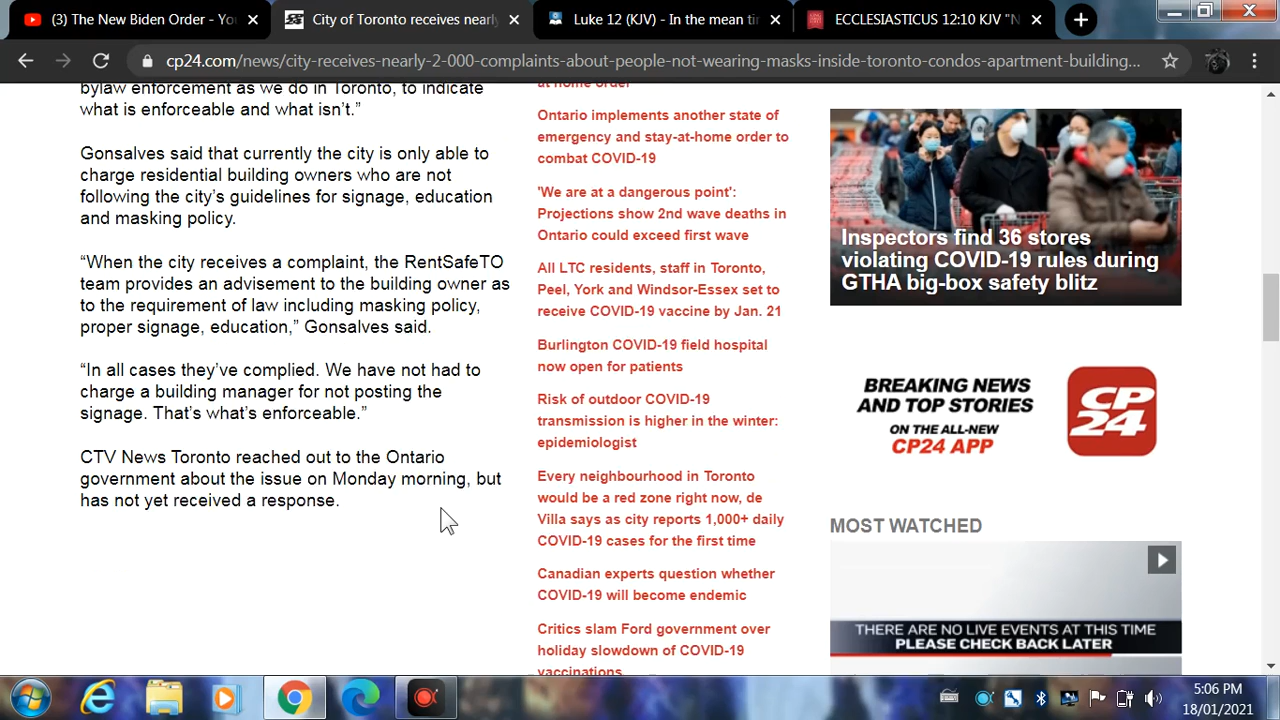 (3) The New Biden Order - Yo
City of Toronto receives nearly
Luke 12 (KJV) - In the mean ti
ECCLESIASTICUS 12:10 KJV "N
cp24.com/news/city-receives-nearly-2-000-complaints-about-people-not-wearing-masks-inside-toronto-condos-apartment-building...
bylaw enforcement as we do in Toronto, to indicate
what is enforceable and what isn't.”
Gonsalves said that currently the city is only able to
charge residential building owners who are not
following the city’s guidelines for signage, education
and masking policy.
“When the city receives a complaint, the RentSafeTO
team provides an advisement to the building owner as
to the requirement of law including masking policy,
proper signage, education,” Gonsalves said.
“In all cases they’ve complied. We have not had to
charge a building manager for not posting the
signage. That’s what’s enforceable.”
CTV News Toronto reached out to the Ontario
government about the issue on Monday morning, but
has not yet received a response.
at home order
Ontario implements another state of
emergency and stay-at-home order to
combat COVID-19
'We are at a dangerous point':
Projections show 2nd wave deaths in
Ontario could exceed first wave
All LTC residents, staff in Toronto,
Peel, York and Windsor-Essex set to
receive COVID-19 vaccine by Jan. 21
Burlington COVID-19 field hospital
now open for patients
Risk of outdoor COVID-19
transmission is higher in the winter:
epidemiologist
Every neighbourhood in Toronto
would be a red zone right now, de
Villa says as city reports 1,000+ daily
COVID-19 cases for the first time
Canadian experts question whether
COVID-19 will become endemic
Critics slam Ford government over
holiday slowdown of COVID-19
vaccinations
Inspectors find 36 stores
violating COVID-19 rules during
GTHA big-box safety blitz
BREAKING NEWS
AND TOP STORIES
ON THE ALL-NEW
CP24 APP
CP
24
MOST WATCHED
THERE ARE NO LIVE EVENTS AT THIS TIME
PLEASE CHECK BACK LATER
5:06 PM
18/01/2021